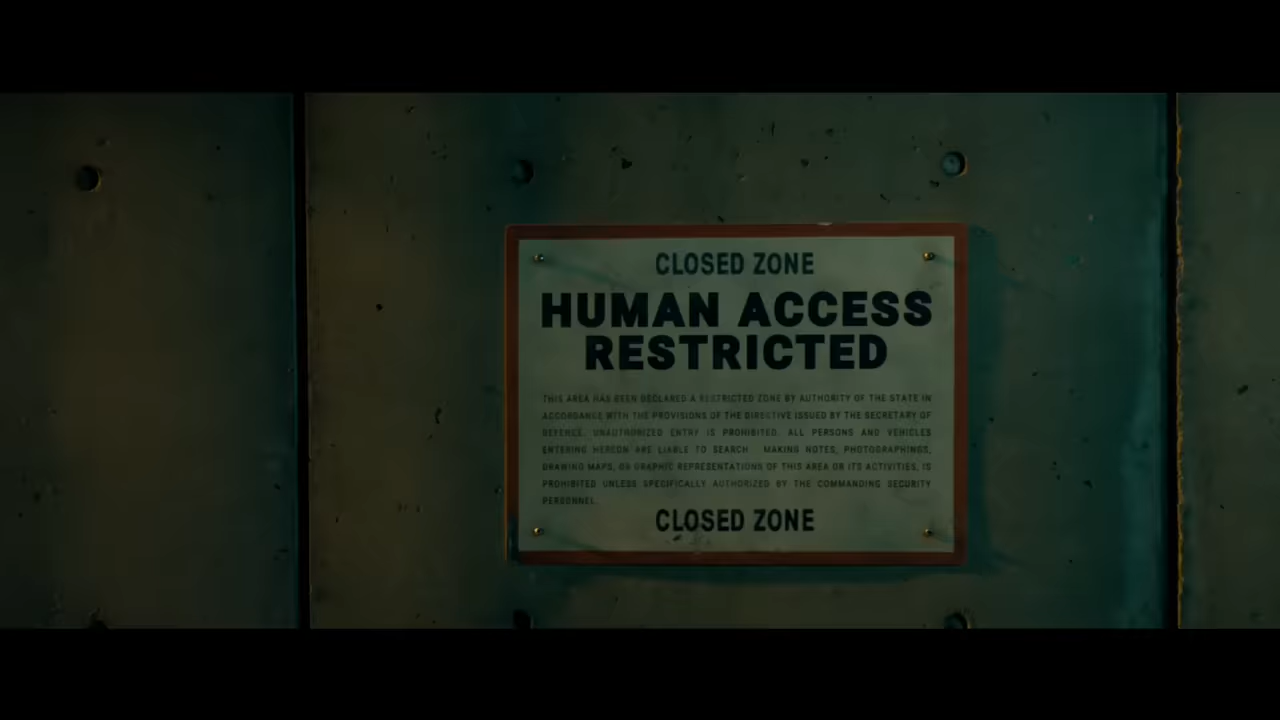 CLOSED ZONE
HUMAN ACCESS
RESTRICTED
THIS AREA HAS BEEN DECLARED A RESTRICTED ZONE BY AUTHORITY OF THE STATE IN
ACCORDANCE WITH THE PROVISIONS OF THE DIRECTIVE ISSUED BY THE SECRETARY OF
DEFENCE. UNAUTHORIZED ENTRY IS PROHIBITED. ALL PERSONS AND VEHICLES
ENTERING HEREON ARE LIABLE TO SEARCH MAKING NOTES, PHOTOGRAPHINGS,
DRAWING MAPS, OR GRAPHIC REPRESENTATIONS OF THIS AREA OR ITS ACTIVITIES, IS
PROHIBITED UNLESS SPECIFICALLY AUTHORIZED BY THE COMMANDING SECURITY
PERSONNEL.
CLOSED ZONE